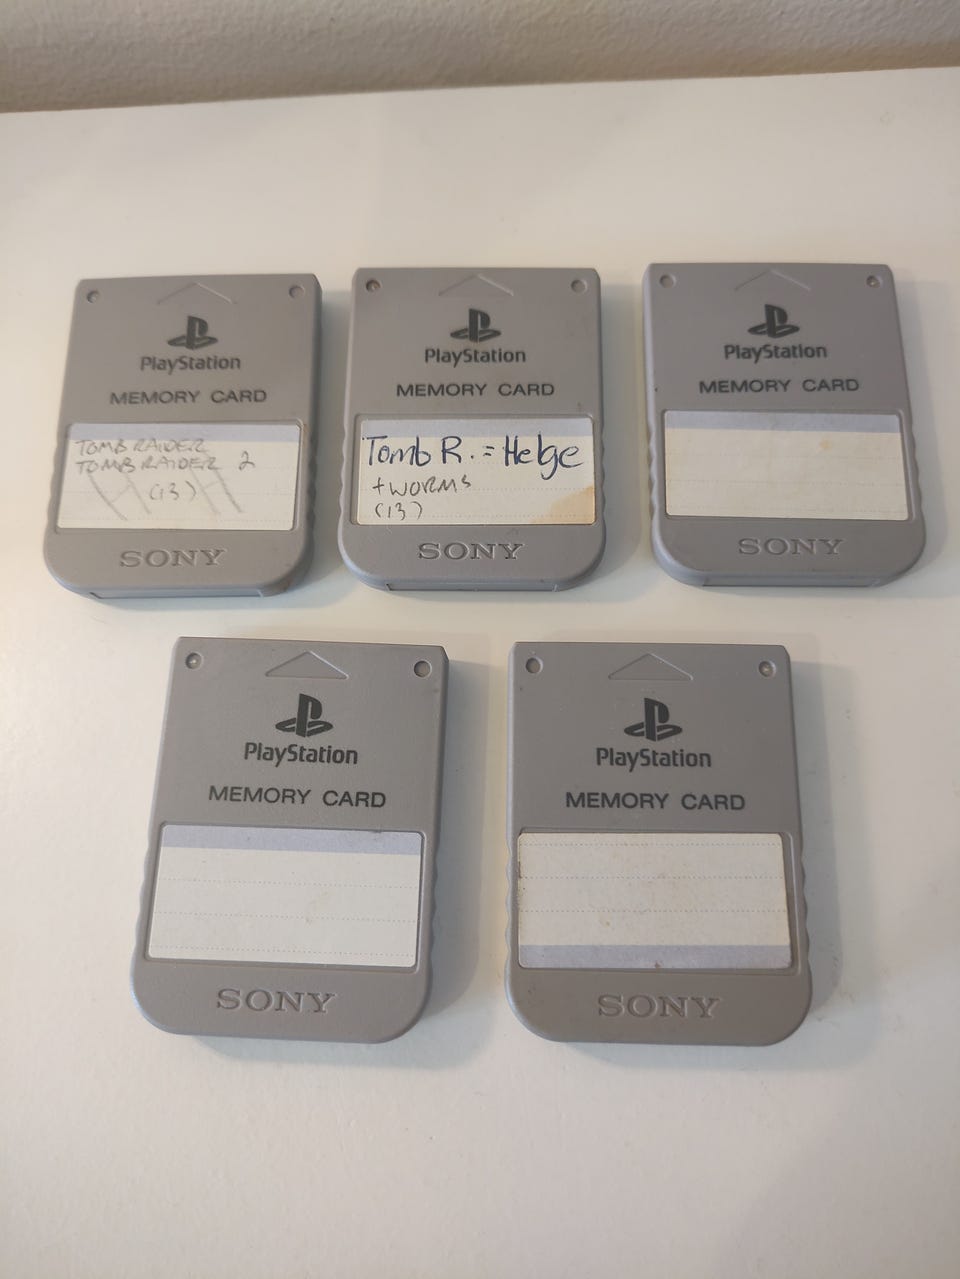 PlayStation
MEMORY CARD
TOMB RAIDER
TOMB RAIDER 2
H (13) H
SONY
PlayStation
MEMORY CARD
Tomb R. = Helge
+ WORMS
(13)
SONY
PlayStation
MEMORY CARD
SONY
PlayStation
MEMORY CARD
SONY
PlayStation
MEMORY CARD
SONY